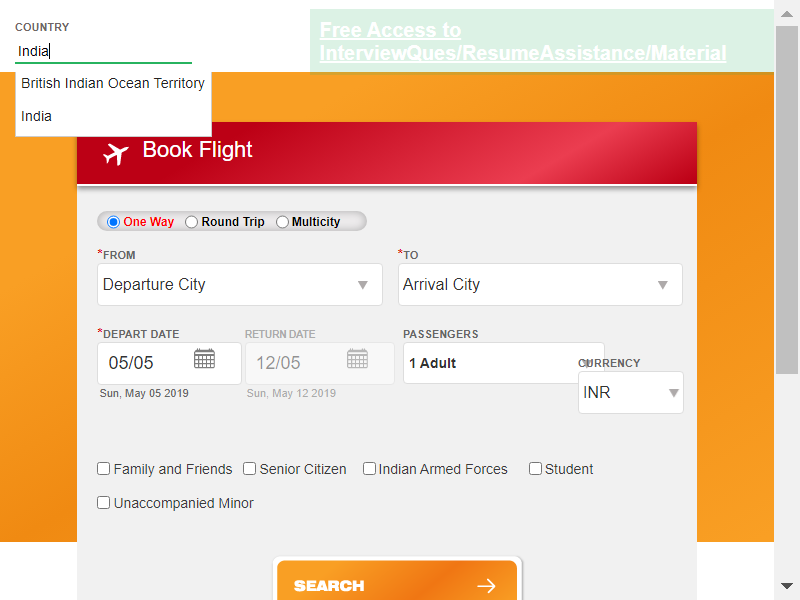 COUNTRY
India
British Indian Ocean Territory
India
Free Access to
InterviewQues/ResumeAssistance/Material
Book Flight
One Way Round Trip Multicity
*FROM *TO
Departure City Arrival City
*DEPART DATE RETURN DATE PASSENGERS
05/05 12/05 1 Adult
Sun, May 05 2019 Sun, May 12 2019
CURRENCY
INR
Family and Friends Senior Citizen Indian Armed Forces Student
Unaccompanied Minor
SEARCH